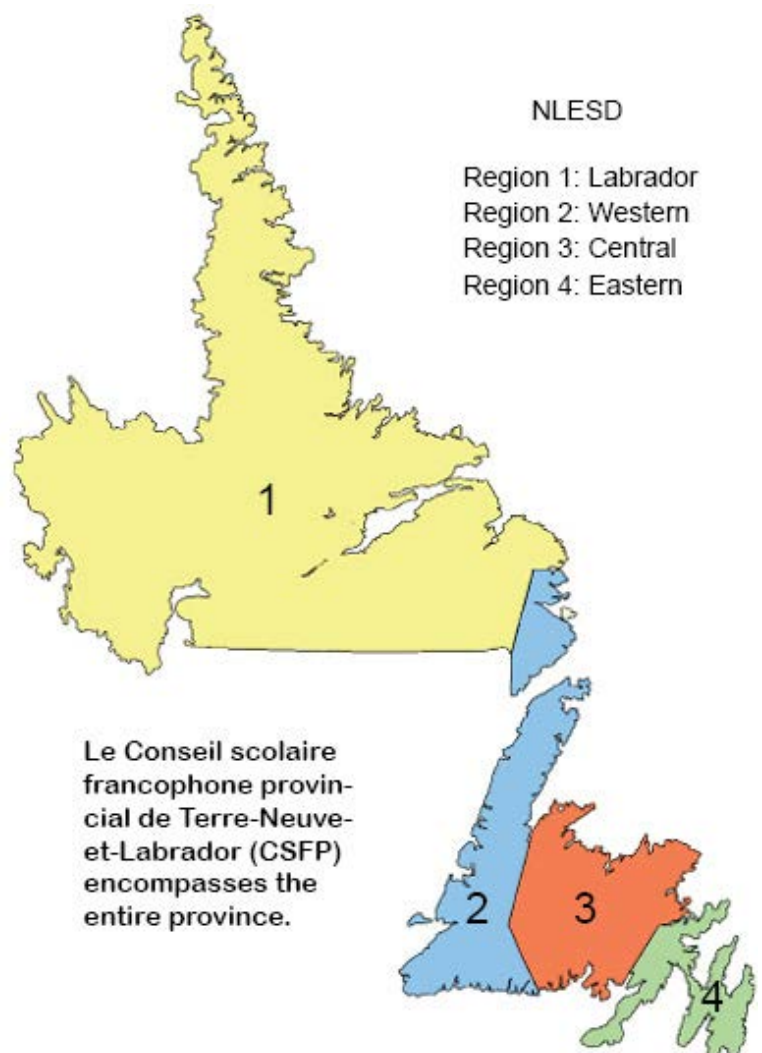 NLESD
Region 1: Labrador
Region 2: Western
Region 3: Central
Region 4: Eastern
1
Le Conseil scolaire
francophone provin-
cial de Terre-Neuve-
et-Labrador (CSFP)
encompasses the
entire province.
2
3
4